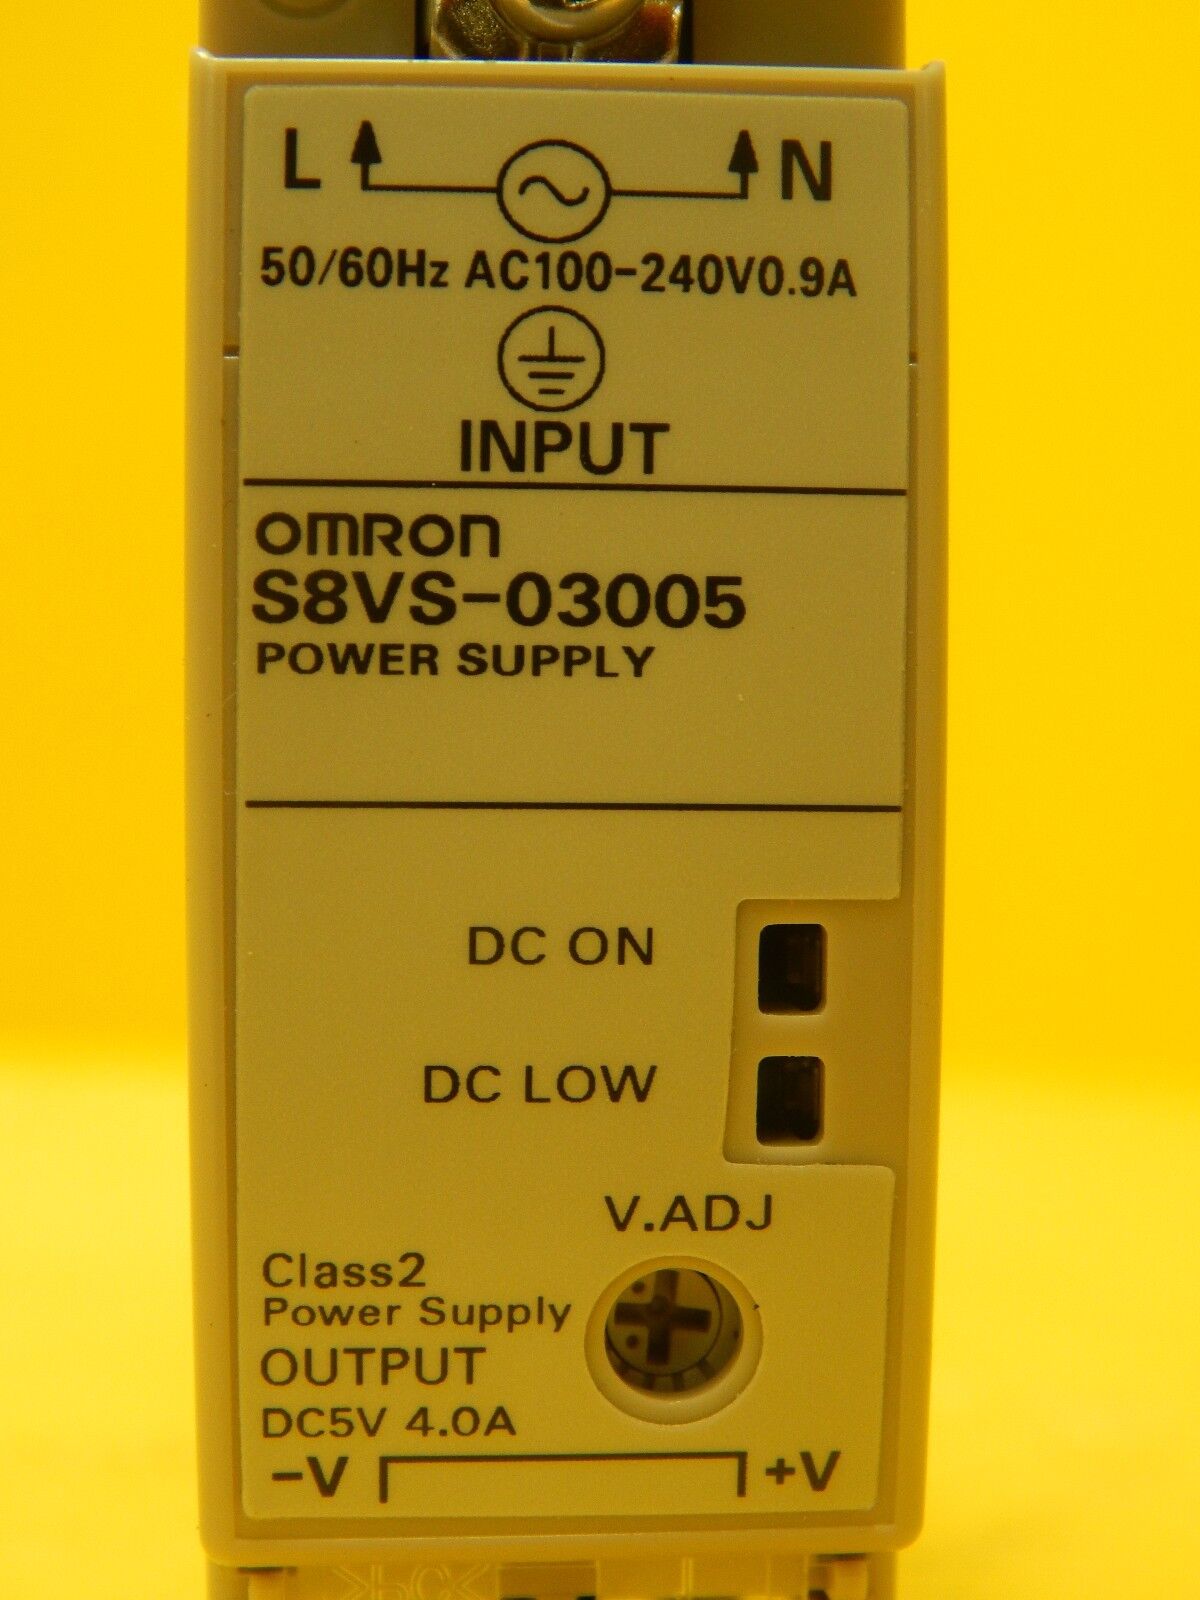 L N
50/60Hz AC100-240V0.9A
INPUT
omron
S8VS-03005
POWER SUPPLY
DC ON
DC LOW
V.ADJ
Class2
Power Supply
OUTPUT
DC5V 4.0A
-V +V